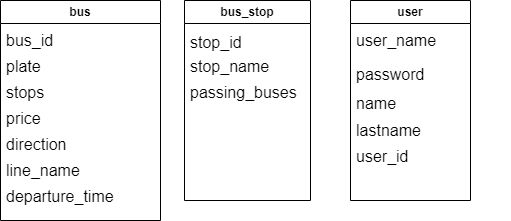 bus
bus_id
plate
stops
price
direction
line_name
departure_time
bus_stop
stop_id
stop_name
passing_buses
user
user_name
password
name
lastname
user_id